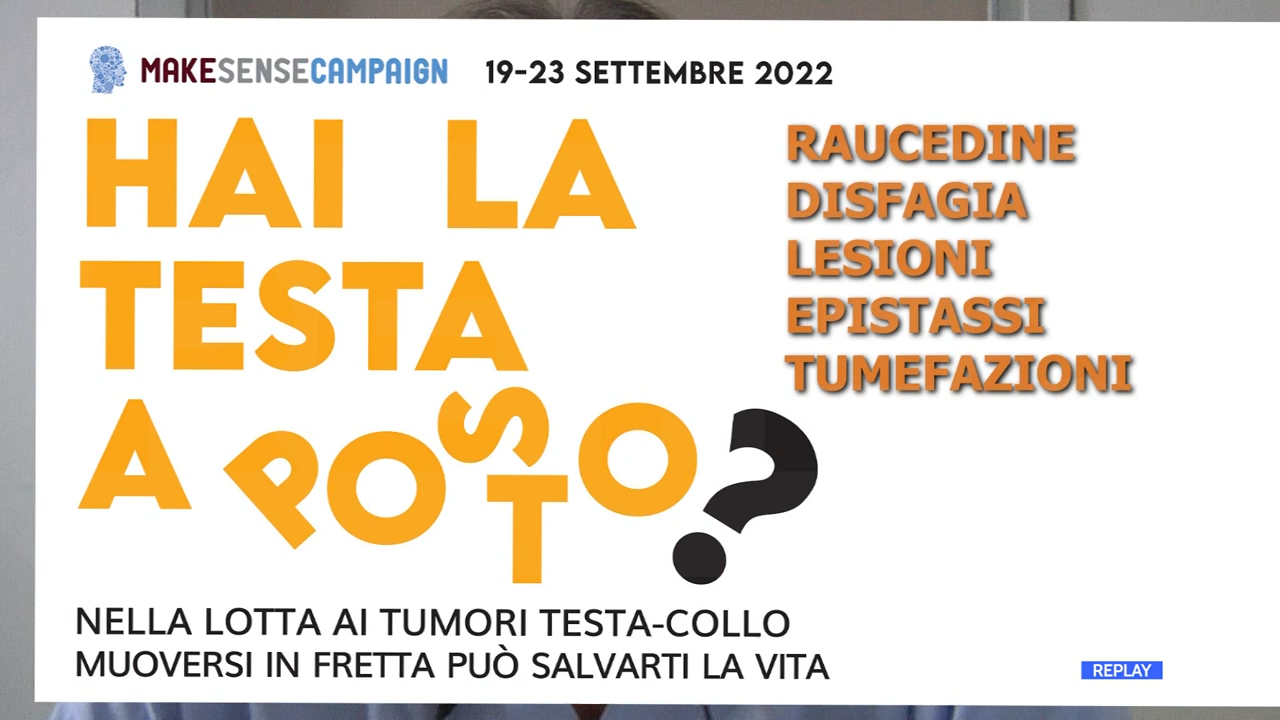 MAKESENSECAMPAIGN 19-23 SETTEMBRE 2022
HAI LA
TESTA
A POSTO?
RAUCEDINE
DISFAGIA
LESIONI
EPISTASSI
TUMEFAZIONI
NELLA LOTTA AI TUMORI TESTA-COLLO
MUOVERSI IN FRETTA PUÒ SALVARTI LA VITA
REPLAY